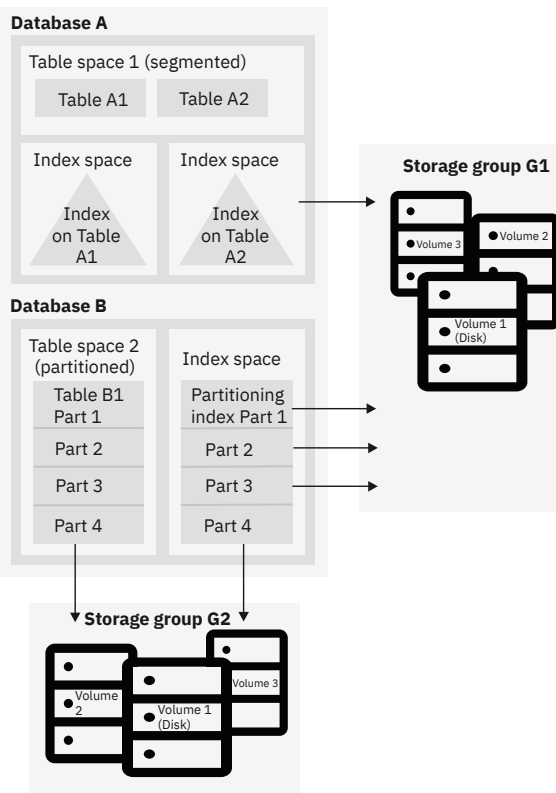 Database A
Table space 1 (segmented)
Table A1
Table A2
Index space
Index
on Table
A1
Index space
Index
on Table
A2
Storage group G1
Volume 3
Volume 2
Volume 1
(Disk)
Database B
Table space 2
(partitioned)
Table B1
Part 1
Part 2
Part 3
Part 4
Index space
Partitioning
index Part 1
Part 2
Part 3
Part 4
Storage group G2
Volume
2
Volume 1
(Disk)
Volume 3